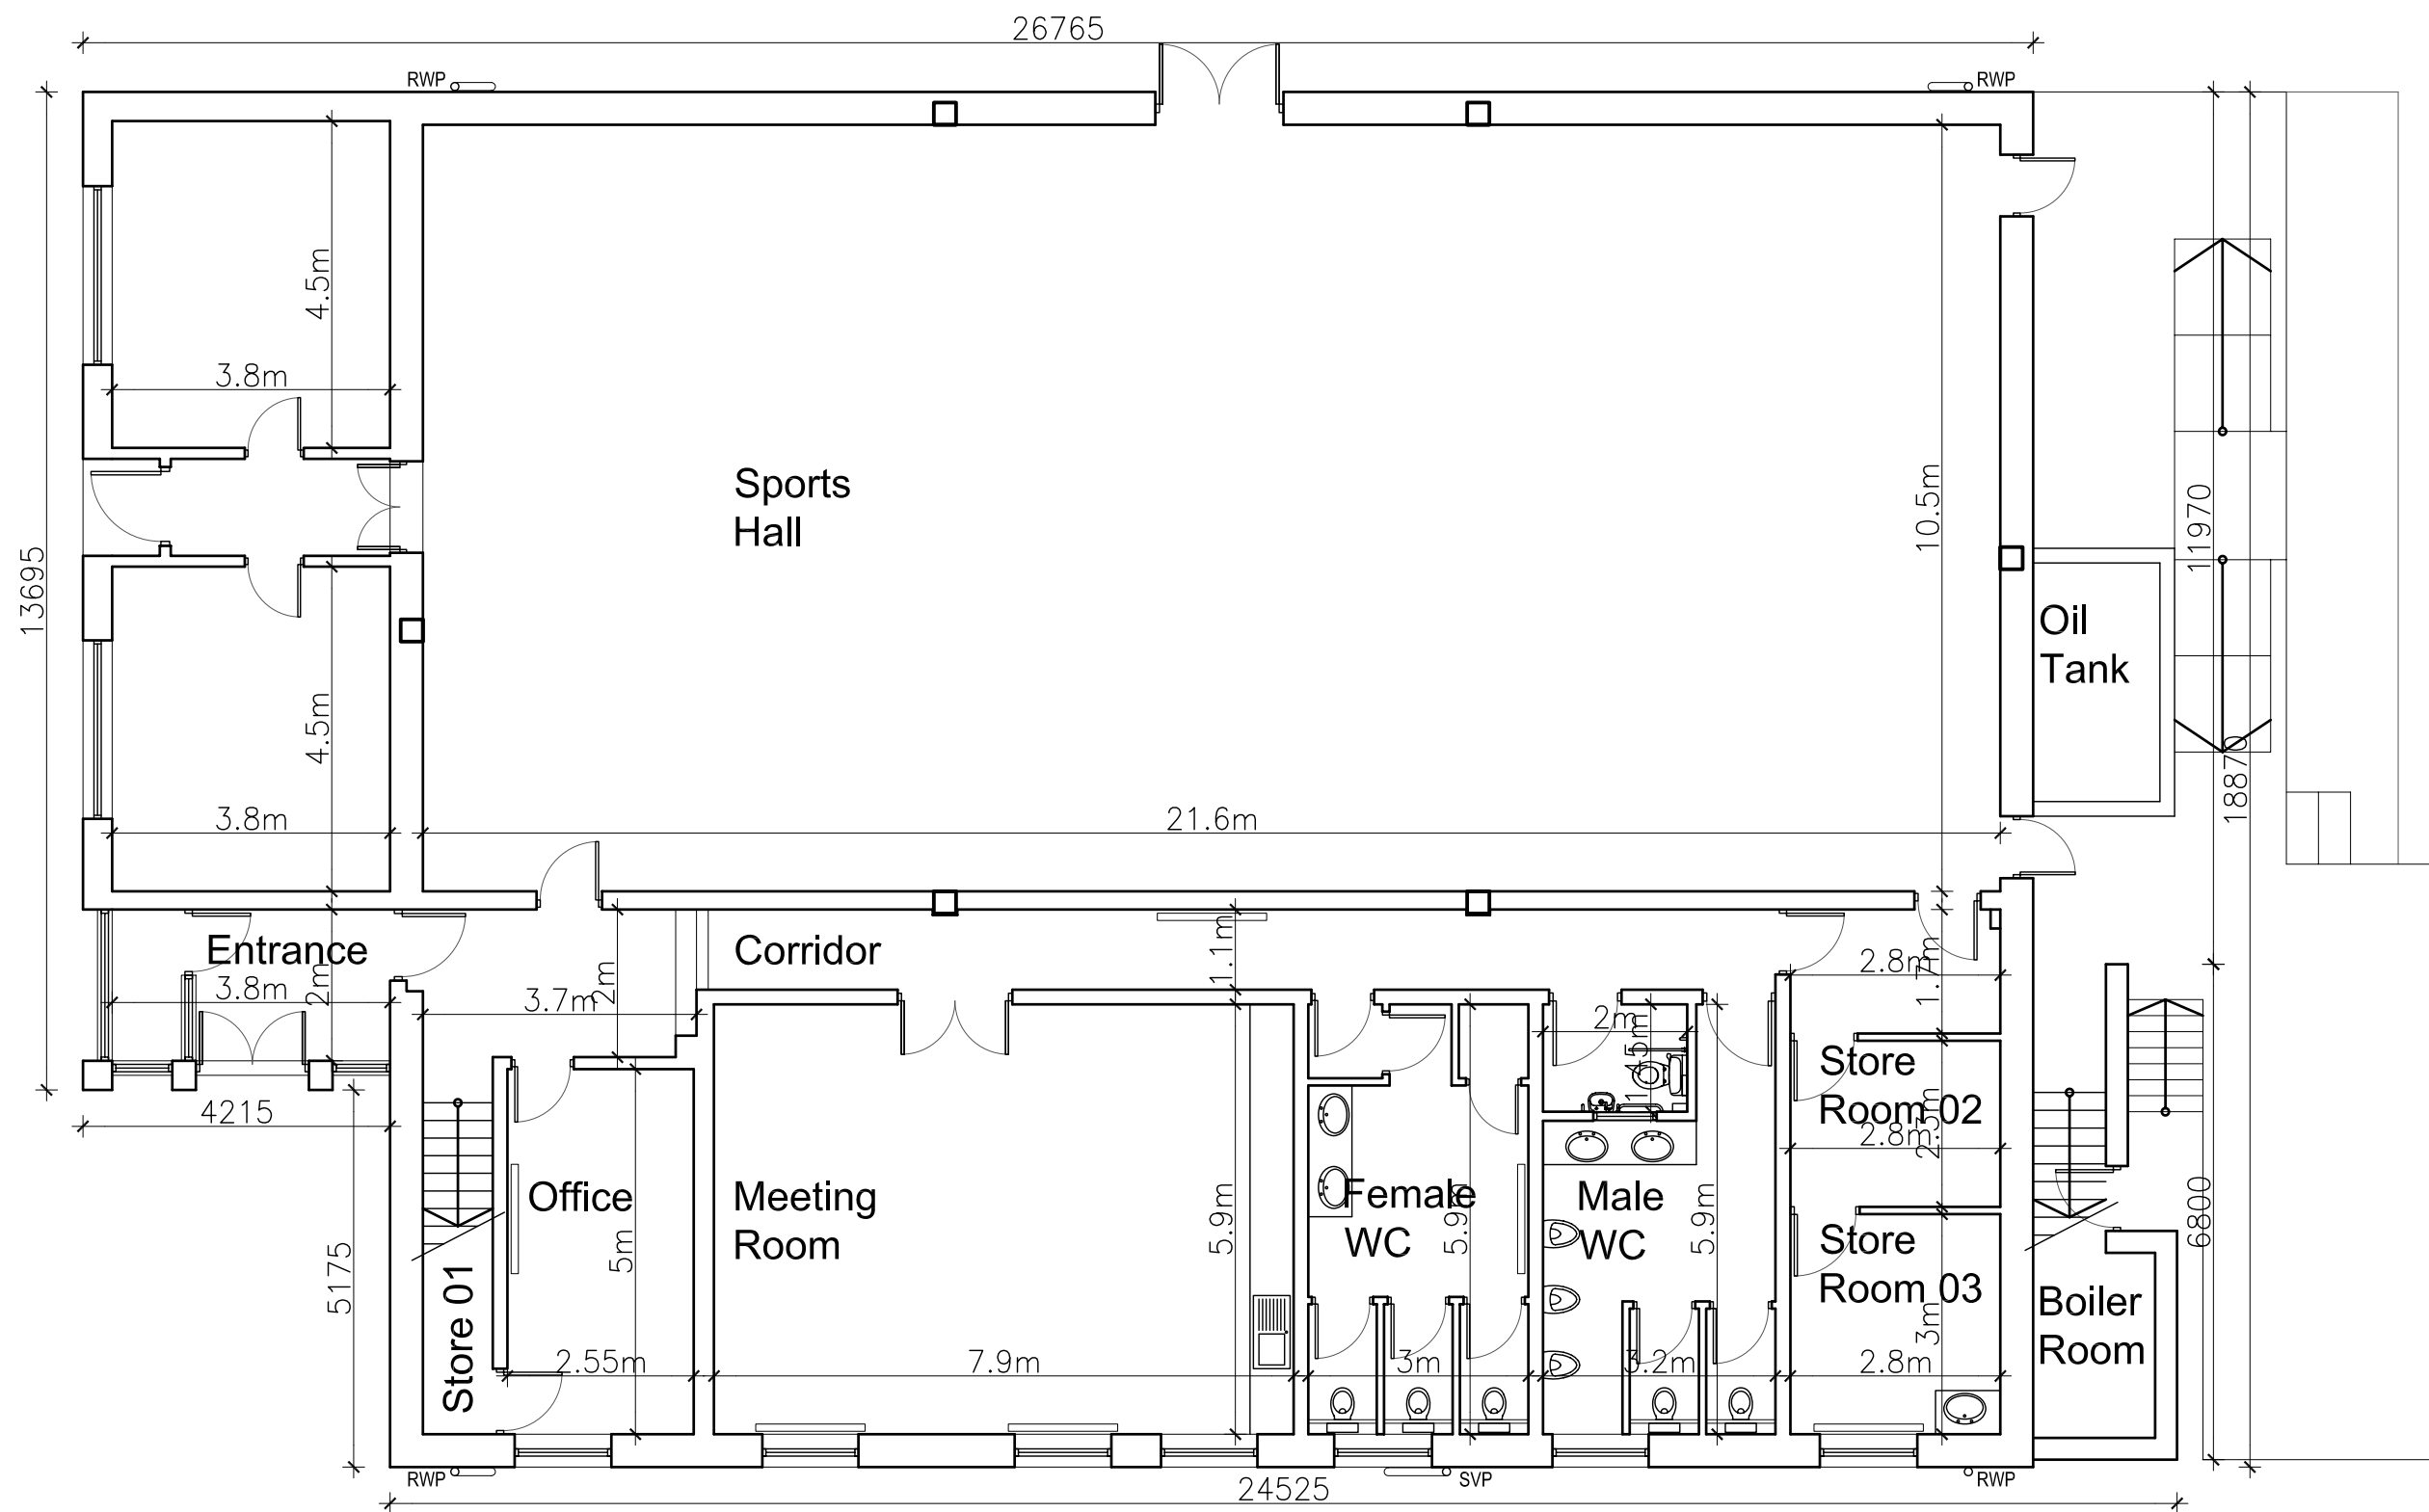 26765
RWP
RWP
4.5m
3.8m
Sports
Hall
10.5m
11970
13695
Oil
Tank
4.5m
18870
3.8m
21.6m
Entrance
Corridor
1.1m
2m
2m
3.8m
3.7m
2.8m
1.7m
2m
1.45m
Store
Room 02
2.8m
2.3m
4215
Office
Meeting
Room
Female
WC
Male
WC
5m
5.9m
5.9m
5.9m
6800
Store
Room 03
5175
Store 01
3m
Boiler
Room
2.55m
7.9m
3m
3.2m
2.8m
RWP
SVP
RWP
24525